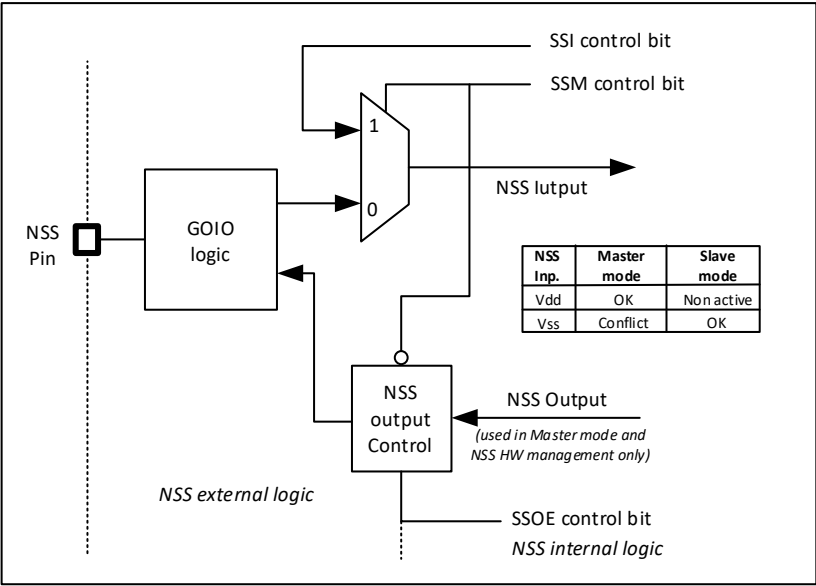 SSI control bit
SSM control bit
1
NSS Iutput
0
NSS
Pin
GOIO
logic
NSS Inp. Master mode Slave mode
Vdd OK Non active
Vss Conflict OK
NSS
output
Control
NSS Output
(used in Master mode and
NSS HW management only)
NSS external logic
SSOE control bit
NSS internal logic